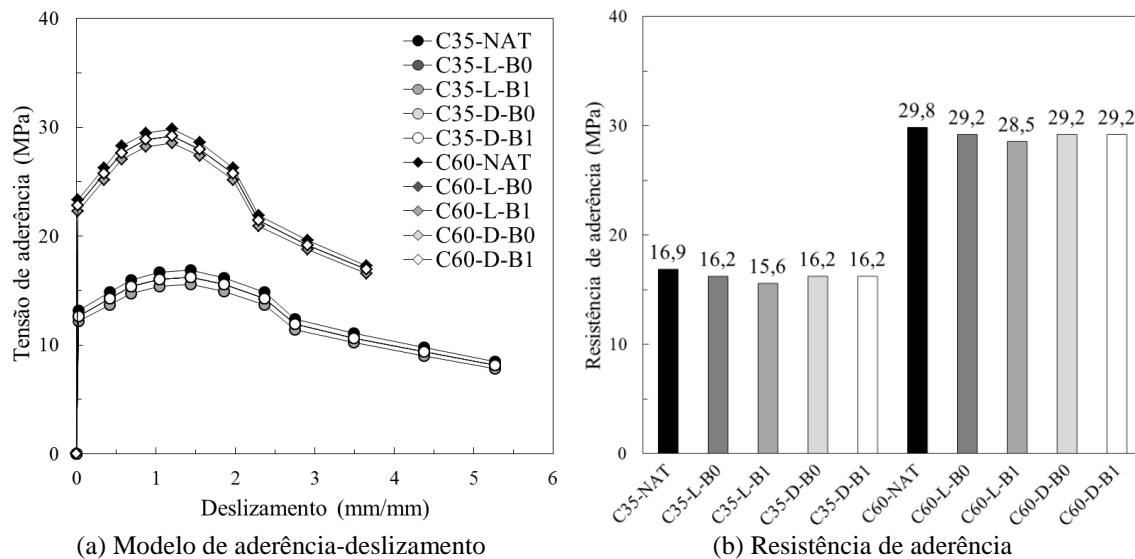 40
30
20
10
0
Tensão de aderência (MPa)
0 1 2 3 4 5 6
Deslizamento (mm/mm)
C35-NAT
C35-L-B0
C35-L-B1
C35-D-B0
C35-D-B1
C60-NAT
C60-L-B0
C60-L-B1
C60-D-B0
C60-D-B1
(a) Modelo de aderência-deslizamento
40
30
20
10
0
Resistência de aderência (MPa)
16,9 16,2 15,6 16,2 16,2 29,8 29,2 28,5 29,2 29,2
C35-NAT C35-L-B0 C35-L-B1 C35-D-B0 C35-D-B1 C60-NAT C60-L-B0 C60-L-B1 C60-D-B0 C60-D-B1
(b) Resistência de aderência